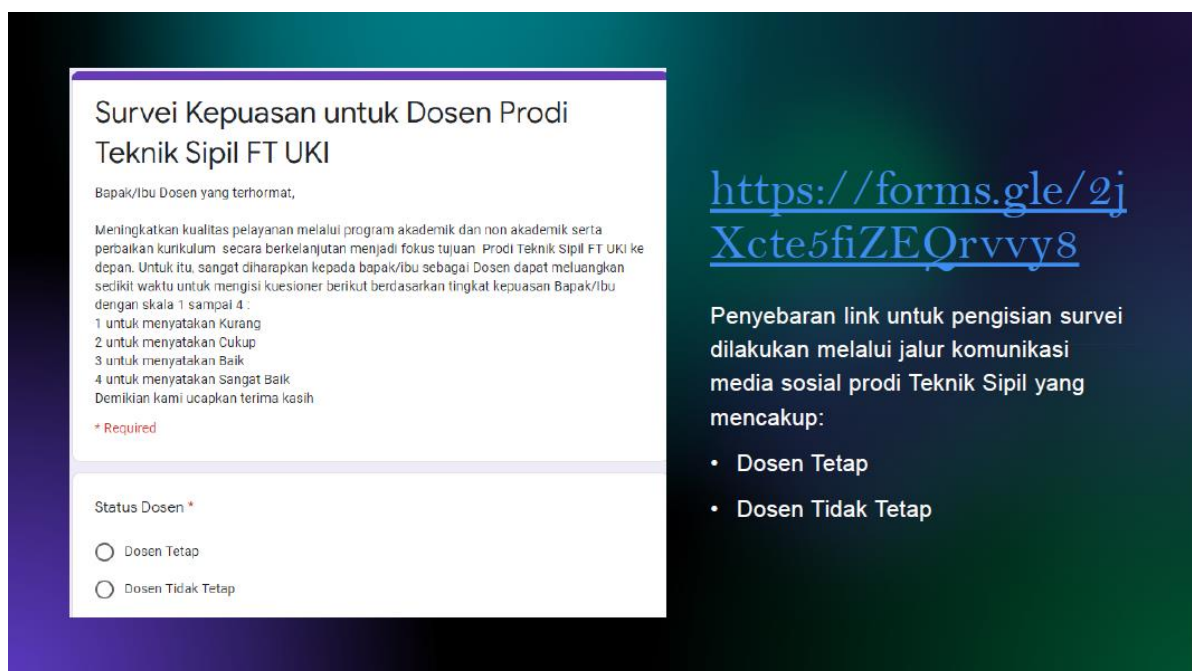 Survei Kepuasan untuk Dosen Prodi
Teknik Sipil FT UKI
Bapak/Ibu Dosen yang terhormat,
Meningkatkan kualitas pelayanan melalui program akademik dan non akademik serta
perbaikan kurikulum secara berkelanjutan menjadi fokus tujuan Prodi Teknik Sipil FT UKI ke
depan. Untuk itu, sangat diharapkan kepada bapak/ibu sebagai Dosen dapat meluangkan
sedikit waktu untuk mengisi kuesioner berikut berdasarkan tingkat kepuasan Bapak/Ibu
dengan skala 1 sampai 4 :
1 untuk menyatakan Kurang
2 untuk menyatakan Cukup
3 untuk menyatakan Baik
4 untuk menyatakan Sangat Baik
Demikian kami ucapkan terima kasih
* Required
Status Dosen *
Dosen Tetap
Dosen Tidak Tetap
https://forms.gle/2j
Xcte5fiZEQrvvy8
Penyebaran link untuk pengisian survei
dilakukan melalui jalur komunikasi
media sosial prodi Teknik Sipil yang
mencakup:
• Dosen Tetap
• Dosen Tidak Tetap